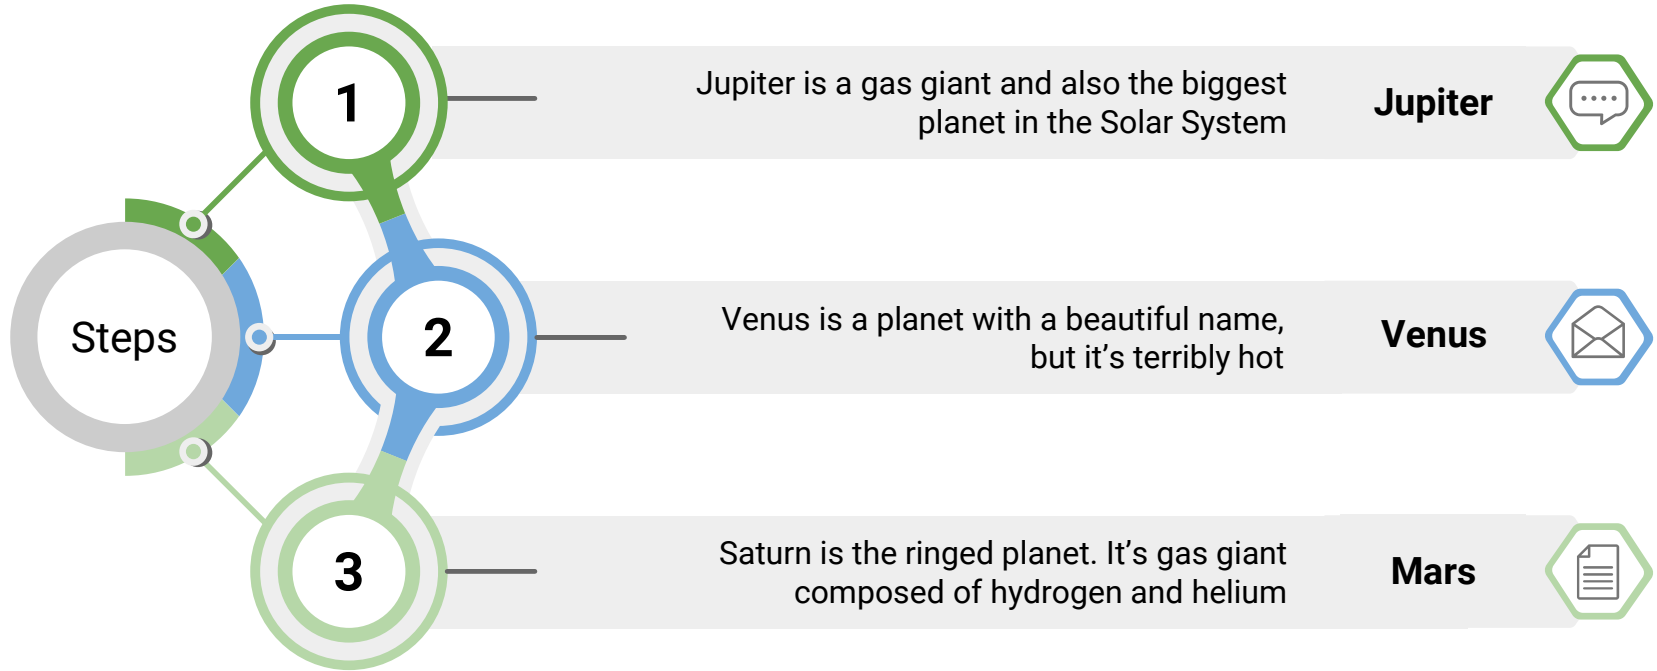 Steps
1
Jupiter is a gas giant and also the biggest
planet in the Solar System
Jupiter
2
Venus is a planet with a beautiful name,
but it’s terribly hot
Venus
3
Saturn is the ringed planet. It’s gas giant
composed of hydrogen and helium
Mars